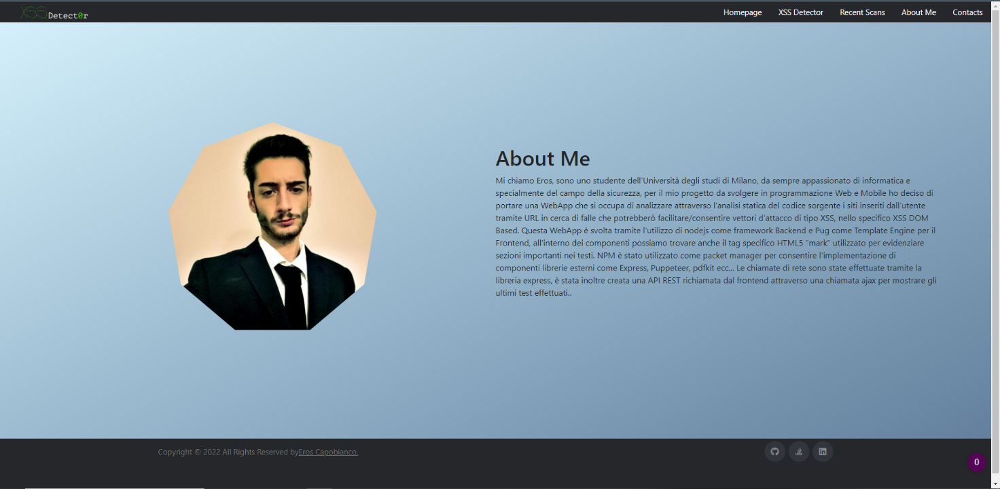 XSSDetect0r
Homepage XSS Detector Recent Scans About Me Contacts
About Me
Mi chiamo Eros, sono uno studente dell'Università degli studi di Milano, da sempre appassionato di informatica e
specialmente del campo della sicurezza, per il mio progetto da svolgere in programmazione Web e Mobile ho deciso di
portare una WebApp che si occupa di analizzare attraverso l'analisi statica del codice sorgente i siti inseriti dall'utente
tramite URL in cerca di falle che potrebberò facilitare/consentire vettori d'attacco di tipo XSS, nello specifico XSS DOM
Based. Questa WebApp è svolta tramite l'utilizzo di nodejs come framework Backend e Pug come Template Engine per il
Frontend, all'interno dei componenti possiamo trovare anche il tag specifico HTML5 "mark" utilizzato per evidenziare
sezioni importanti nei testi. NPM è stato utilizzato come packet manager per consentire l'implementazione di
componenti librerie esterni come Express, Puppeteer, pdfkit ecc... Le chiamate di rete sono state effettuate tramite la
libreria express, è stata inoltre creata una API REST richiamata dal frontend attraverso una chiamata ajax per mostrare gli
ultimi test effettuati..
Copyright © 2022 All Rights Reserved byEros Capobianco.
0